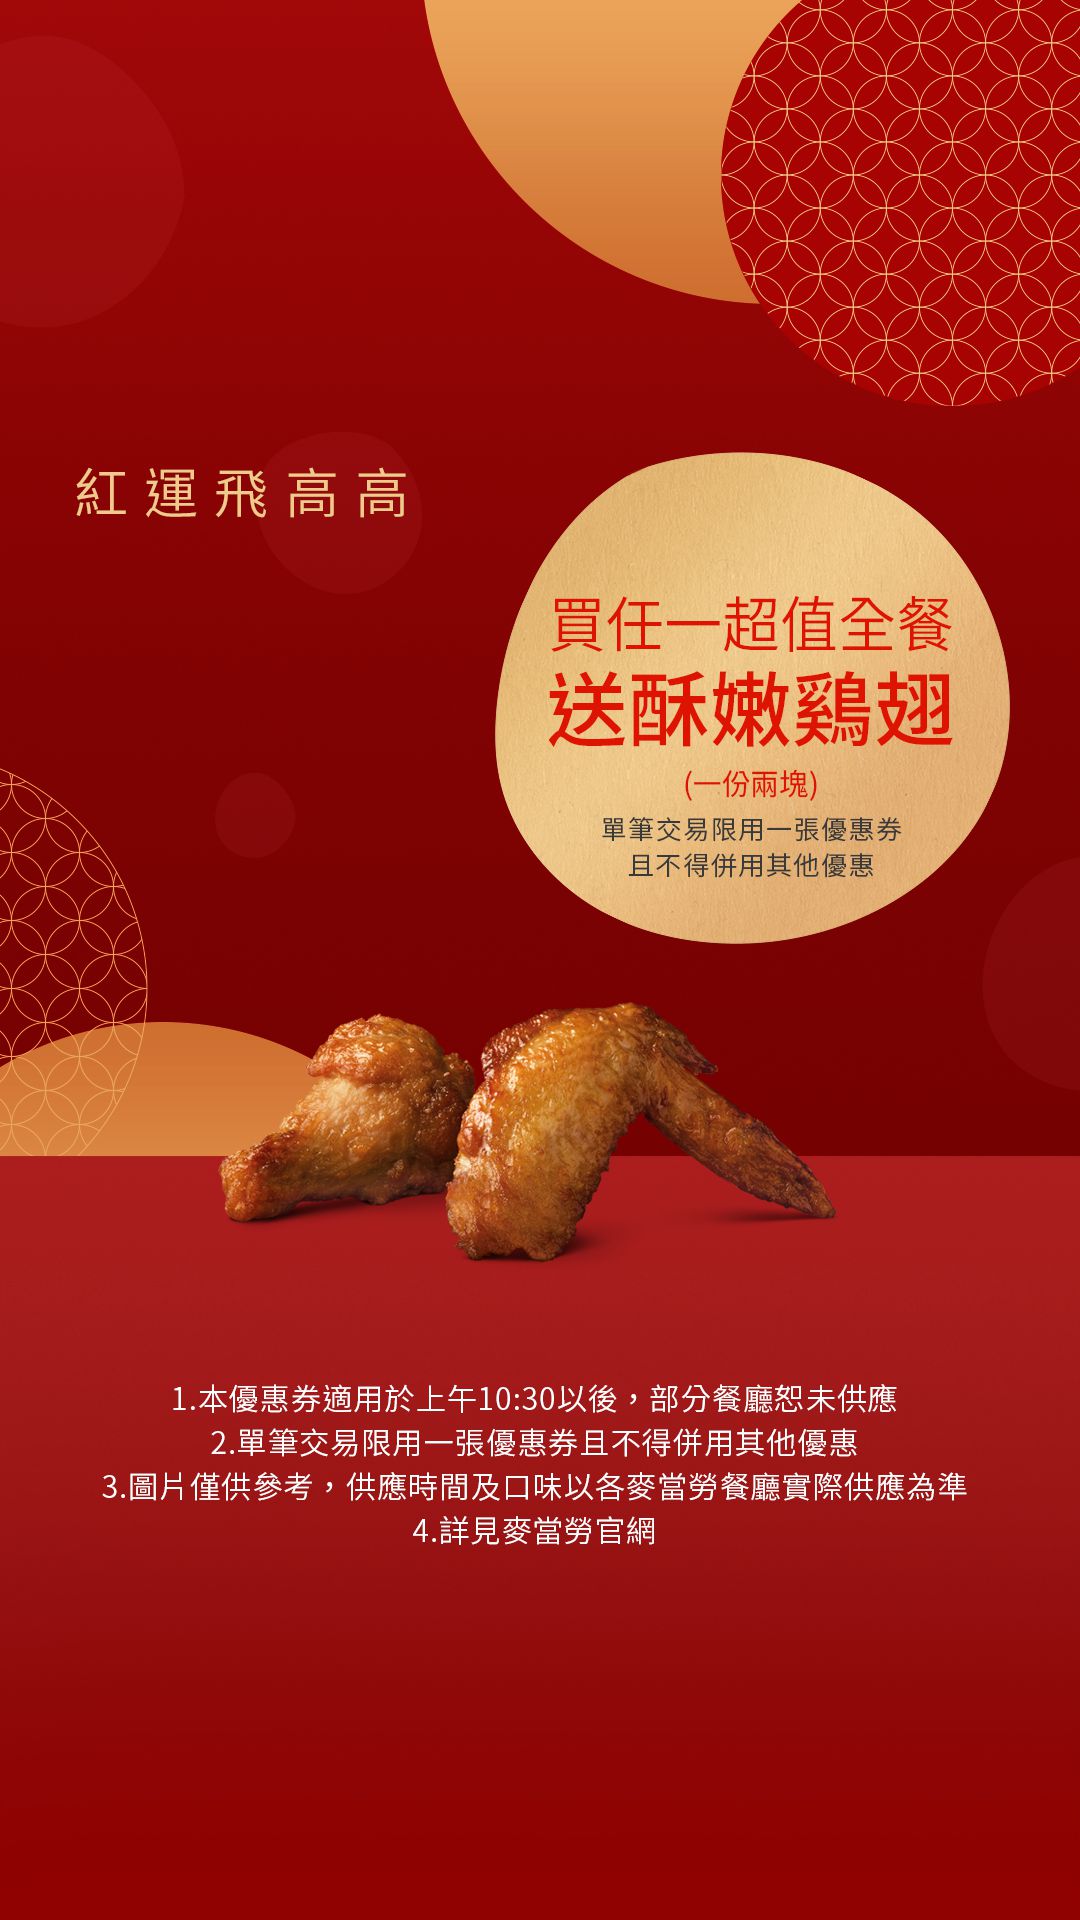 紅運飛高高
買任一超值全餐
送酥嫩鷄翅
(一份兩塊)
單筆交易限用一張優惠券
且不得併用其他優惠
1.本優惠券適用於上午10:30以後，部分餐廳恕未供應
2.單筆交易限用一張優惠券且不得併用其他優惠
3.圖片僅供參考，供應時間及口味以各麥當勞餐廳實際供應為準
4.詳見麥當勞官網